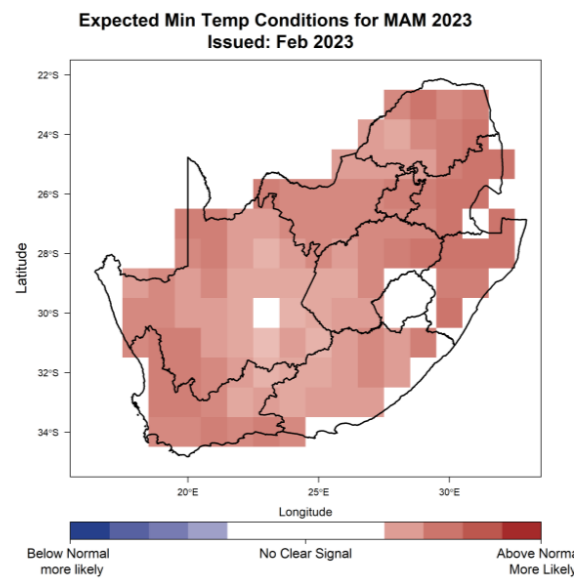 Expected Min Temp Conditions for MAM 2023
Issued: Feb 2023
22°S
24°S
26°S
28°S
30°S
32°S
34°S
Latitude
20°E 25°E 30°E
Longitude
Below Normal No Clear Signal Above Norma
more likely More Likely